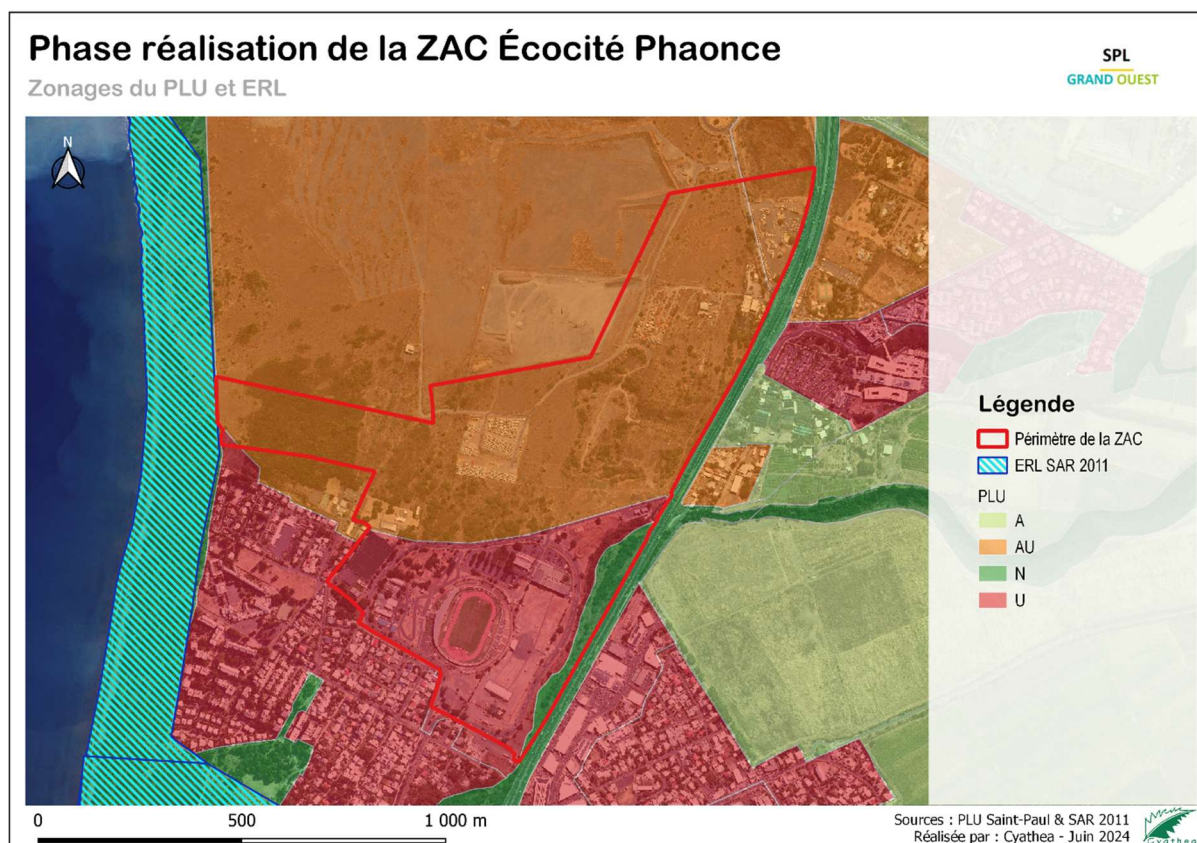 Phase réalisation de la ZAC Écocité Phaonce
Zonages du PLU et ERL
SPL
GRAND OUEST
N
Légende
Périmètre de la ZAC
ERL SAR 2011
PLU
A
AU
N
U
0 500 1 000 m
Sources : PLU Saint-Paul & SAR 2011
Réalisée par : Cyathea - Juin 2024
Cyathea